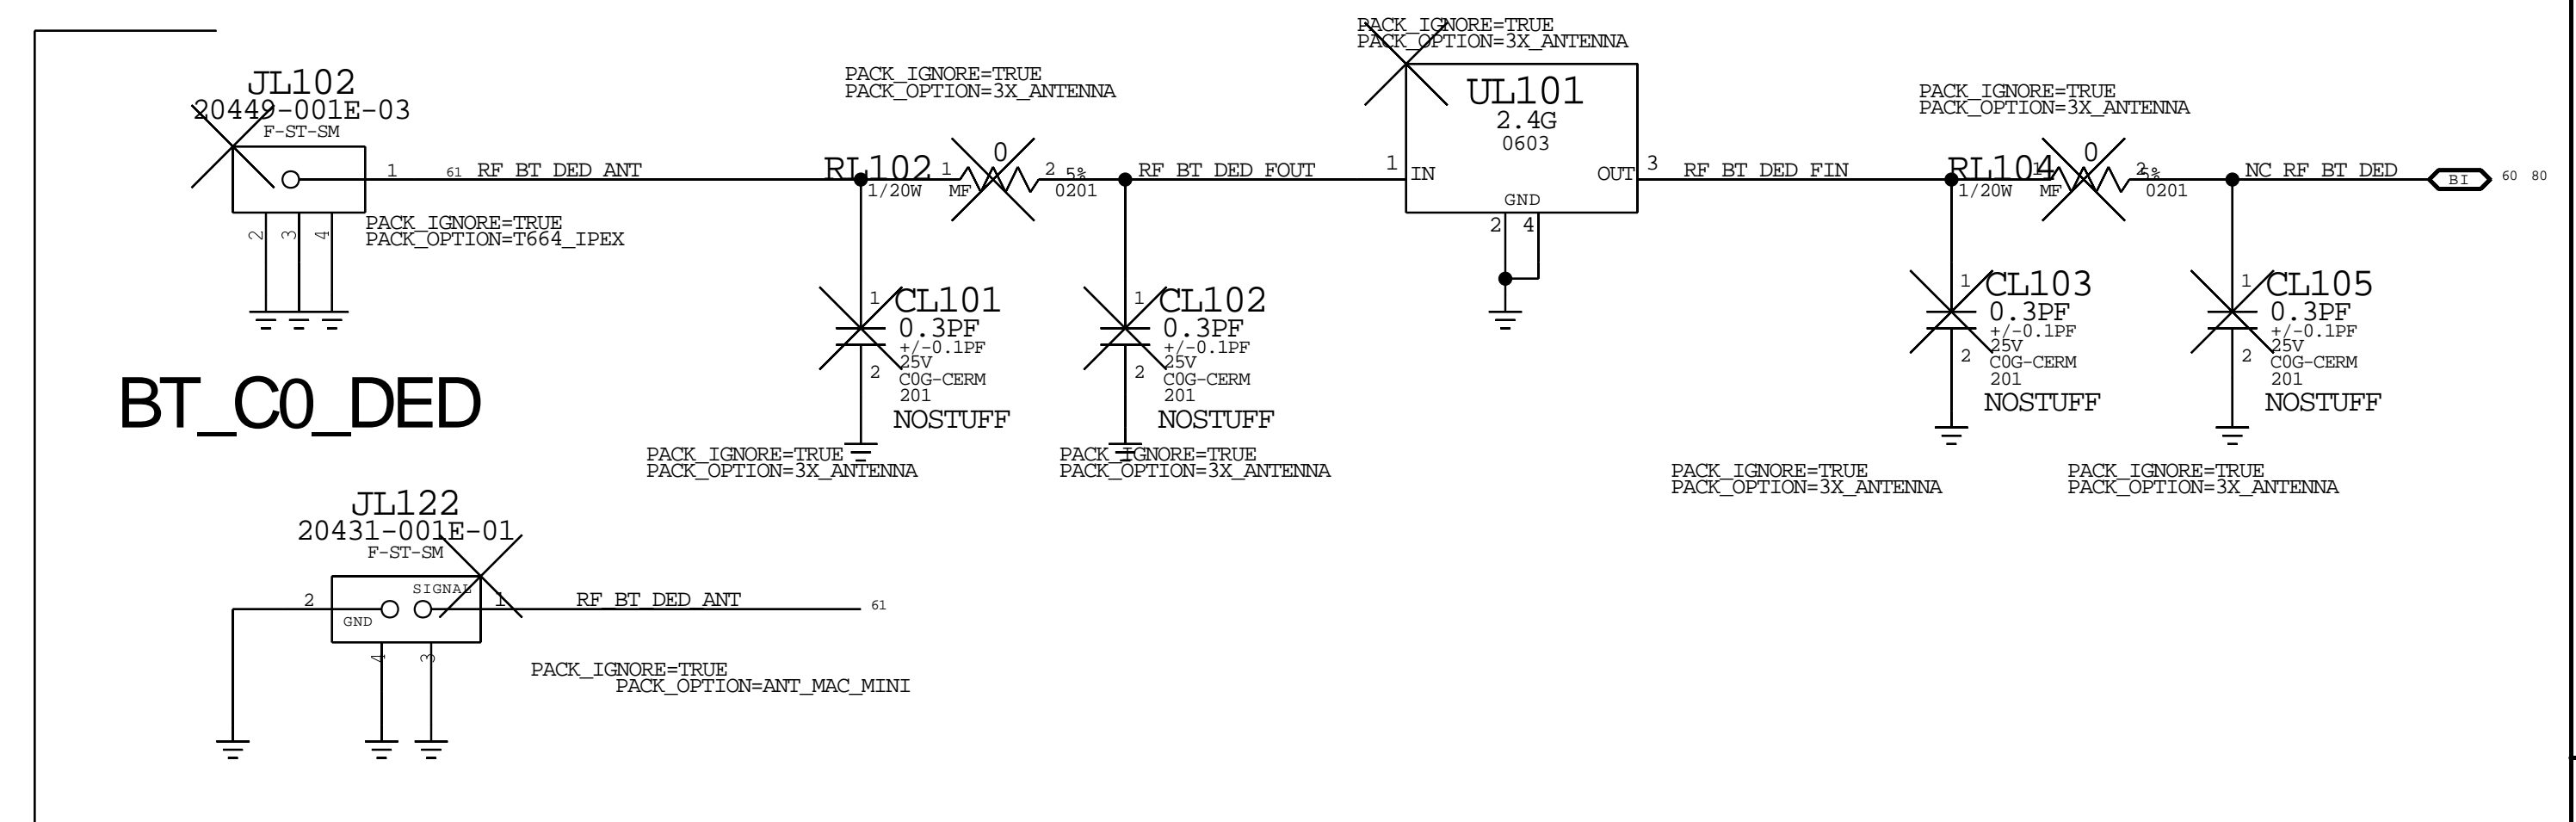 PACK_IGNORE=TRUE
PACK_OPTION=3X_ANTENNA
JL102
20449-001E-03
F-ST-SM
1
61 RF_BT_DED_ANT
2 3 4
PACK_IGNORE=TRUE
PACK_OPTION=T664_IPEX
PACK_IGNORE=TRUE
PACK_OPTION=3X_ANTENNA
RL102
1 0 2 5%
1/20W MF 0201
RF_BT_DED_FOUT
UL101
2.4G
0603
1 IN
OUT 3
GND
2 4
RF_BT_DED_FIN
PACK_IGNORE=TRUE
PACK_OPTION=3X_ANTENNA
RL104
1 0 2 5%
1/20W MF 0201
NC_RF_BT_DED
BI 60 80
1 CL101
0.3PF
+/-0.1PF
25V
2 C0G-CERM
201
NOSTUFF
PACK_IGNORE=TRUE
PACK_OPTION=3X_ANTENNA
1 CL102
0.3PF
+/-0.1PF
25V
2 C0G-CERM
201
NOSTUFF
PACK_IGNORE=TRUE
PACK_OPTION=3X_ANTENNA
1 CL103
0.3PF
+/-0.1PF
25V
2 C0G-CERM
201
NOSTUFF
PACK_IGNORE=TRUE
PACK_OPTION=3X_ANTENNA
1 CL105
0.3PF
+/-0.1PF
25V
2 C0G-CERM
201
NOSTUFF
PACK_IGNORE=TRUE
PACK_OPTION=3X_ANTENNA
BT_C0_DED
JL122
20431-001E-01
F-ST-SM
SIGNAL
2 1
GND
4 3
RF_BT_DED_ANT 61
PACK_IGNORE=TRUE
PACK_OPTION=ANT_MAC_MINI